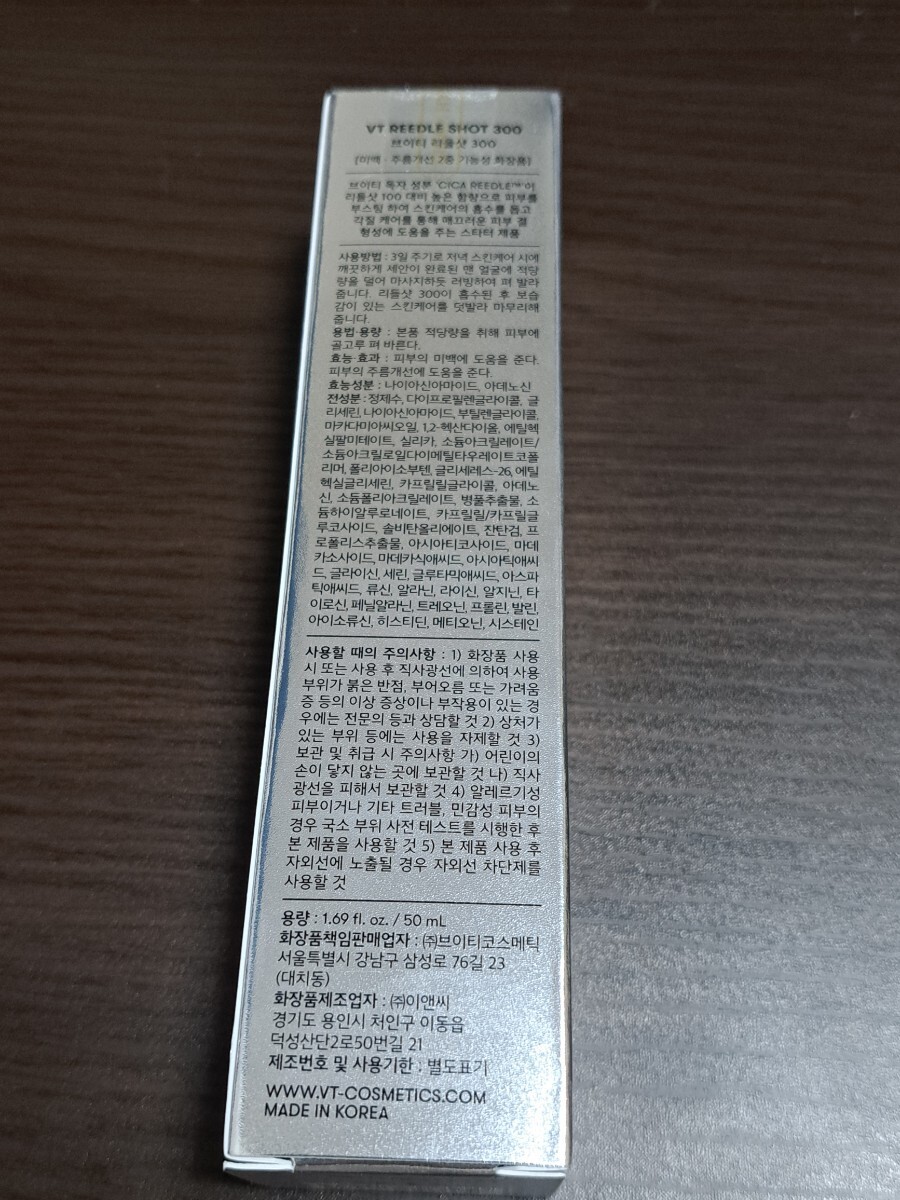 VT REEDLE SHOT 300
브이티 리들샷 300
[미백·주름개선 2중 기능성 화장품]
브이티 독자 성분 'CICA REEDLE™'이
리들샷 100 대비 높은 함량으로 피부를
부스팅 하여 스킨케어의 흡수를 돕고
각질 케어를 통해 매끄러운 피부 결
형성에 도움을 주는 스타터 제품
사용방법 : 3일 주기로 저녁 스킨케어 시에
깨끗하게 세안이 완료된 맨 얼굴에 적당
량을 덜어 마사지하듯 러빙하여 펴 발라
줍니다. 리들샷 300이 흡수된 후 보습
감이 있는 스킨케어를 덧발라 마무리해
줍니다.
용법·용량 : 본품 적당량을 취해 피부에
골고루 펴 바른다.
효능·효과 : 피부의 미백에 도움을 준다.
피부의 주름개선에 도움을 준다.
효능성분 : 나이아신아마이드, 아데노신
전성분 : 정제수, 다이프로필렌글라이콜, 글
리세린, 나이아신아마이드, 부틸렌글라이콜,
마카다미아씨오일, 1,2-헥산다이올, 에틸헥
실팔미테이트, 실리카, 소듐아크릴레이트/
소듐아크릴로일다이메틸타우레이트코폴
리머, 폴리아이소부텐, 글리세레스-26, 에틸
헥실글리세린, 카프릴릴글라이콜, 아데노
신, 소듐폴리아크릴레이트, 병풀추출물, 소
듐하이알루로네이트, 카프릴릴/카프릴글
루코사이드, 솔비탄올리에이트, 잔탄검, 프
로폴리스추출물, 아시아티코사이드, 마데
카소사이드, 마데카식애씨드, 아시아틱애씨
드, 글라이신, 세린, 글루타믹애씨드, 아스파
틱애씨드, 류신, 알라닌, 라이신, 알지닌, 타
이로신, 페닐알라닌, 트레오닌, 프롤린, 발린,
아이소류신, 히스티딘, 메티오닌, 시스테인
사용할 때의 주의사항 : 1) 화장품 사용
시 또는 사용 후 직사광선에 의하여 사용
부위가 붉은 반점, 부어오름 또는 가려움
증 등의 이상 증상이나 부작용이 있는 경
우에는 전문의 등과 상담할 것 2) 상처가
있는 부위 등에는 사용을 자제할 것 3)
보관 및 취급 시 주의사항 가) 어린이의
손이 닿지 않는 곳에 보관할 것 나) 직사
광선을 피해서 보관할 것 4) 알레르기성
피부이거나 기타 트러블, 민감성 피부의
경우 국소 부위 사전 테스트를 시행한 후
본 제품을 사용할 것 5) 본 제품 사용 후
자외선에 노출될 경우 자외선 차단제를
사용할 것
용량 : 1.69 fl. oz. / 50 mL
화장품책임판매업자 : ㈜브이티코스메틱
서울특별시 강남구 삼성로 76길 23
(대치동)
화장품제조업자 : ㈜이앤씨
경기도 용인시 처인구 이동읍
덕성산단2로50번길 21
제조번호 및 사용기한 : 별도표기
WWW.VT-COSMETICS.COM
MADE IN KOREA